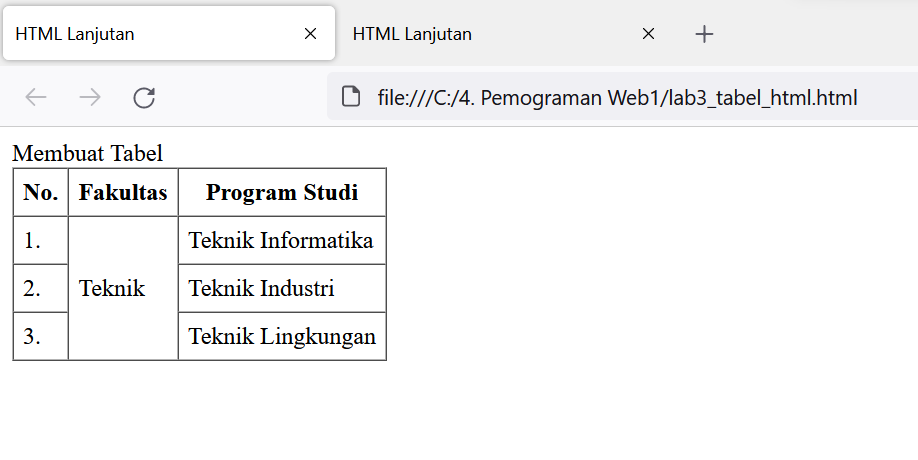 HTML Lanjutan HTML Lanjutan
file:///C:/4. Pemograman Web1/lab3_tabel_html.html
Membuat Tabel
No. Fakultas Program Studi
1. Teknik Informatika
2. Teknik Teknik Industri
3. Teknik Lingkungan